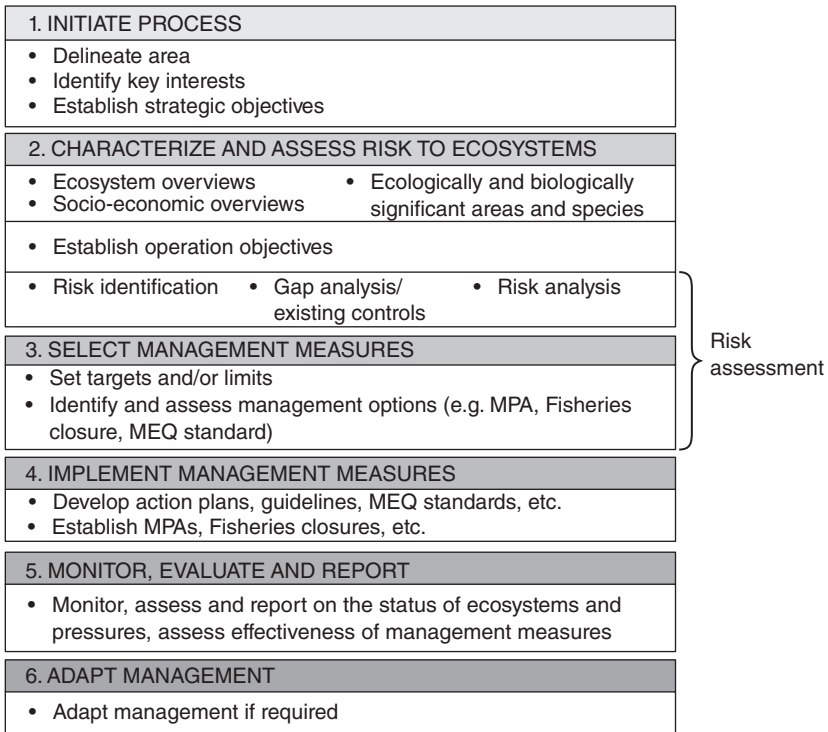 1. INITIATE PROCESS
• Delineate area
• Identify key interests
• Establish strategic objectives
2. CHARACTERIZE AND ASSESS RISK TO ECOSYSTEMS
• Ecosystem overviews
• Socio-economic overviews
• Ecologically and biologically
significant areas and species
• Establish operation objectives
• Risk identification
• Gap analysis/
existing controls
• Risk analysis
3. SELECT MANAGEMENT MEASURES
• Set targets and/or limits
• Identify and assess management options (e.g. MPA, Fisheries
closure, MEQ standard)
Risk
assessment
4. IMPLEMENT MANAGEMENT MEASURES
• Develop action plans, guidelines, MEQ standards, etc.
• Establish MPAs, Fisheries closures, etc.
5. MONITOR, EVALUATE AND REPORT
• Monitor, assess and report on the status of ecosystems and
pressures, assess effectiveness of management measures
6. ADAPT MANAGEMENT
• Adapt management if required